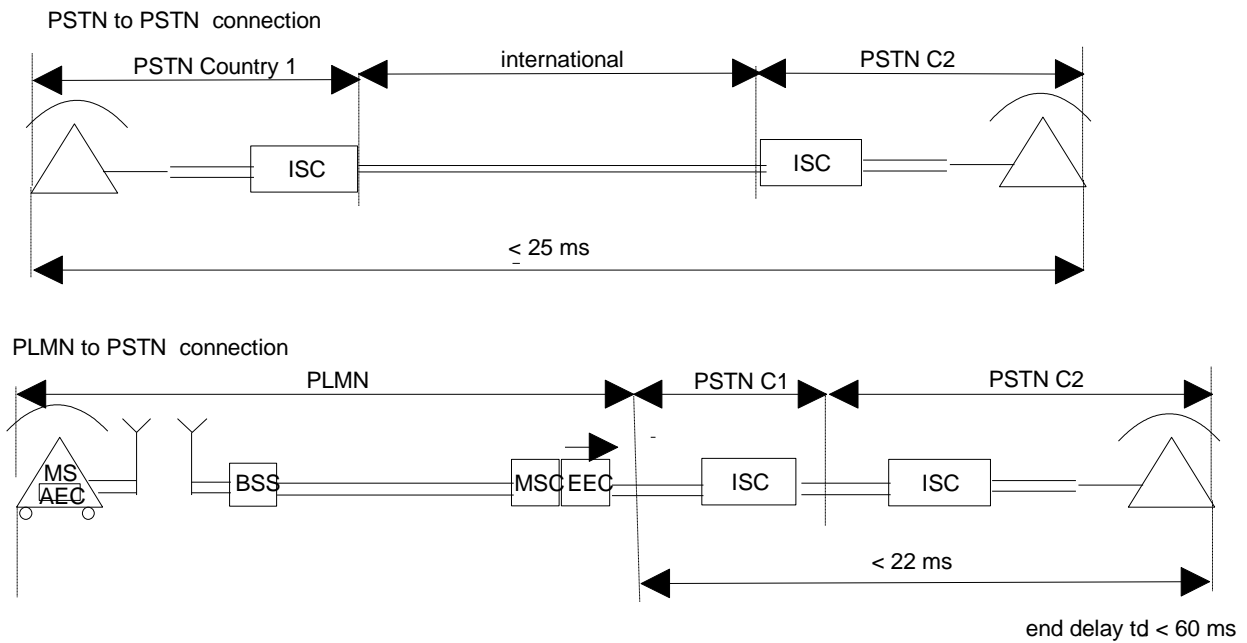 PSTN to PSTN connection
PSTN Country 1
international
PSTN C2
ISC
ISC
< 25 ms
PLMN to PSTN connection
PLMN
PSTN C1
PSTN C2
MS
AEC
BSS
MSC
EEC
ISC
ISC
< 22 ms
end delay td < 60 ms